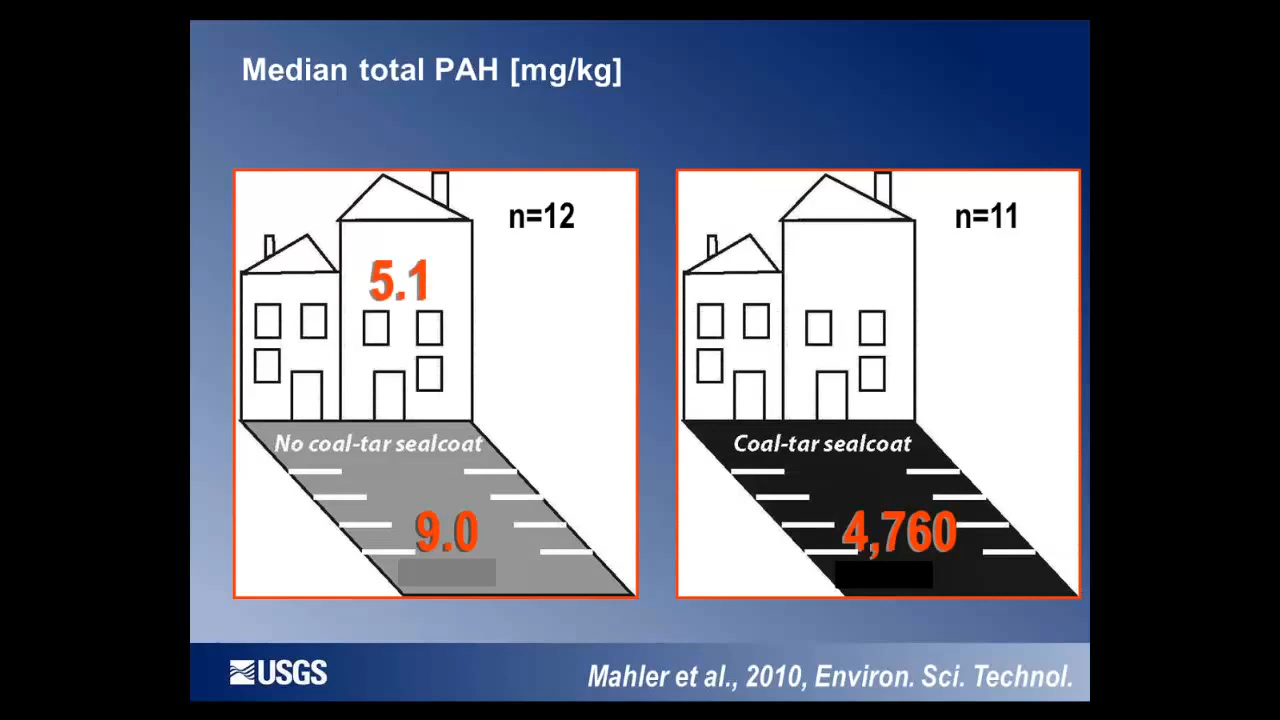 Median total PAH [mg/kg]
n=12
5.1
No coal-tar sealcoat
9.0
n=11
Coal-tar sealcoat
4,760
USGS
Mahler et al., 2010, Environ. Sci. Technol.